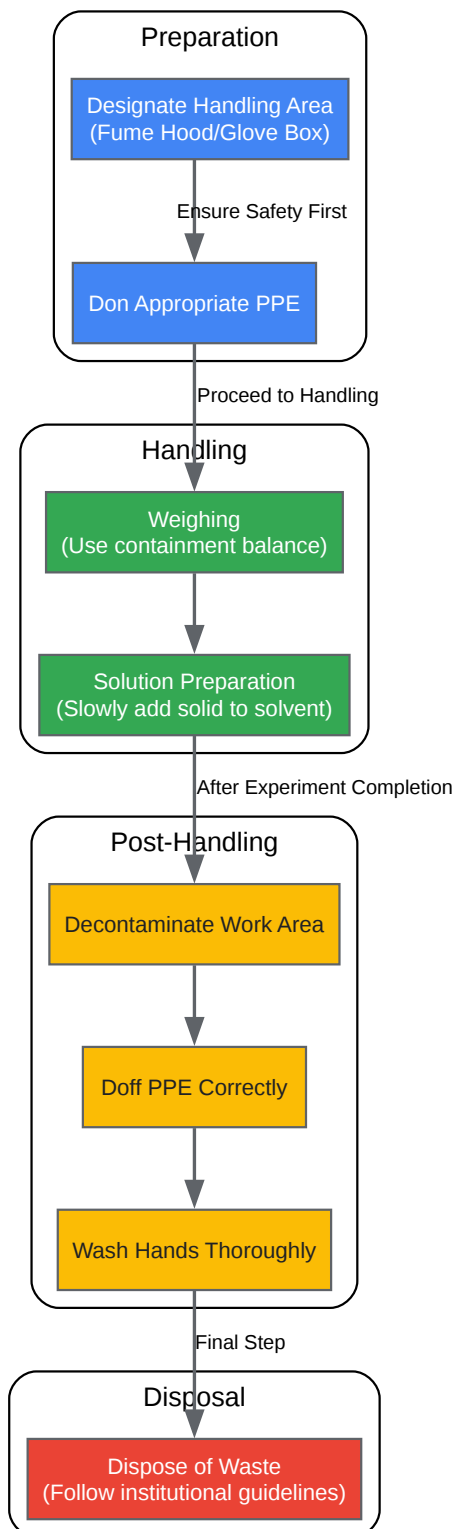 Preparation
Designate Handling Area
(Fume Hood/Glove Box)
Ensure Safety First
Don Appropriate PPE
Proceed to Handling
Handling
Weighing
(Use containment balance)
Solution Preparation
(Slowly add solid to solvent)
After Experiment Completion
Post-Handling
Decontaminate Work Area
Doff PPE Correctly
Wash Hands Thoroughly
Final Step
Disposal
Dispose of Waste
(Follow institutional guidelines)